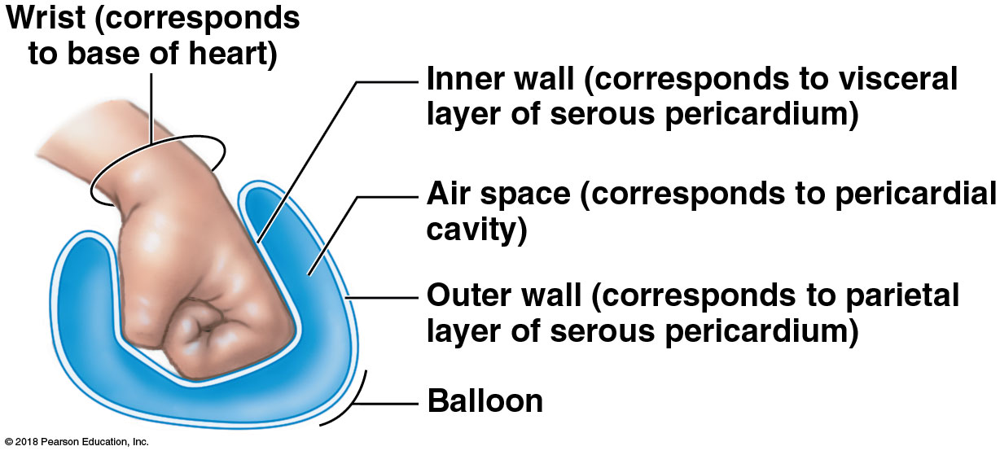 Wrist (corresponds
to base of heart)
Inner wall (corresponds to visceral
layer of serous pericardium)
Air space (corresponds to pericardial
cavity)
Outer wall (corresponds to parietal
layer of serous pericardium)
Balloon
© 2018 Pearson Education, Inc.